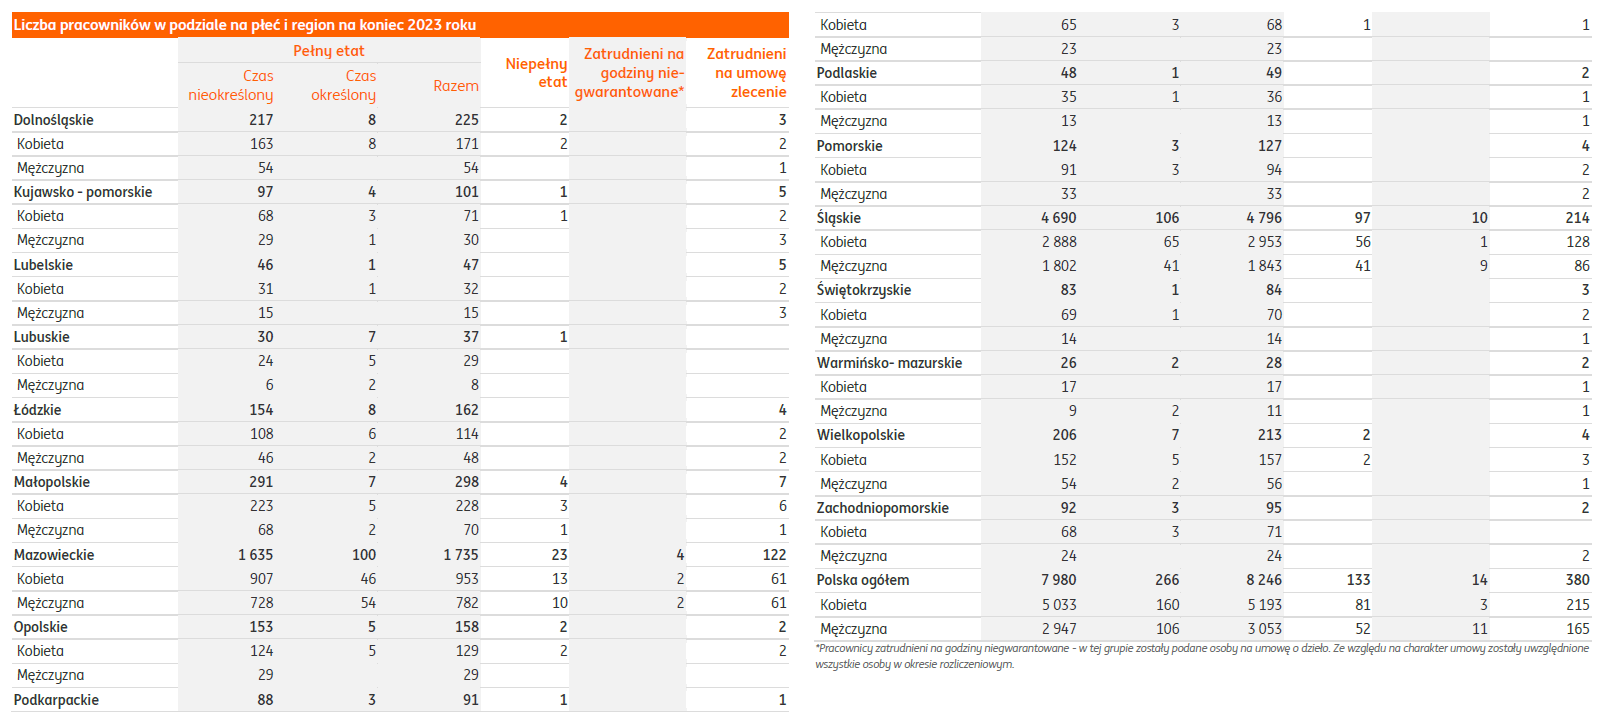 Liczba pracowników w podziale na płeć i region na koniec 2023 roku
Pełny etat
Niepełny etat
Zatrudnieni na godziny nie-gwarantowane*
Zatrudnieni na umowę zlecenie
Czas nieokreślony
Czas określony
Razem
Dolnośląskie 217 8 225 2 3
Kobieta 163 8 171 2 2
Mężczyzna 54 54 1
Kujawsko - pomorskie 97 4 101 1 5
Kobieta 68 3 71 1 2
Mężczyzna 29 1 30 3
Lubelskie 46 1 47 5
Kobieta 31 1 32 2
Mężczyzna 15 15 3
Lubuskie 30 7 37 1
Kobieta 24 5 29
Mężczyzna 6 2 8
Łódzkie 154 8 162 4
Kobieta 108 6 114 2
Mężczyzna 46 2 48 2
Małopolskie 291 7 298 4 7
Kobieta 223 5 228 3 6
Mężczyzna 68 2 70 1 1
Mazowieckie 1 635 100 1 735 23 4 122
Kobieta 907 46 953 13 2 61
Mężczyzna 728 54 782 10 2 61
Opolskie 153 5 158 2 2
Kobieta 124 5 129 2 2
Mężczyzna 29 29
Podkarpackie 88 3 91 1 1
Kobieta 65 3 68 1 1
Mężczyzna 23 23
Podlaskie 48 1 49 2
Kobieta 35 1 36 1
Mężczyzna 13 13 1
Pomorskie 124 3 127 4
Kobieta 91 3 94 2
Mężczyzna 33 33 2
Śląskie 4 690 106 4 796 97 10 214
Kobieta 2 888 65 2 953 56 1 128
Mężczyzna 1 802 41 1 843 41 9 86
Świętokrzyskie 83 1 84 3
Kobieta 69 1 70 2
Mężczyzna 14 14 1
Warmińsko- mazurskie 26 2 28 2
Kobieta 17 17 1
Mężczyzna 9 2 11 1
Wielkopolskie 206 7 213 2 4
Kobieta 152 5 157 2 3
Mężczyzna 54 2 56 1
Zachodniopomorskie 92 3 95 2
Kobieta 68 3 71
Mężczyzna 24 24 2
Polska ogółem 7 980 266 8 246 133 14 380
Kobieta 5 033 160 5 193 81 3 215
Mężczyzna 2 947 106 3 053 52 11 165
*Pracownicy zatrudnieni na godziny niegwarantowane - w tej grupie zostały podane osoby na umowę o dzieło. Ze względu na charakter umowy zostały uwzględnione
wszystkie osoby w okresie rozliczeniowym.